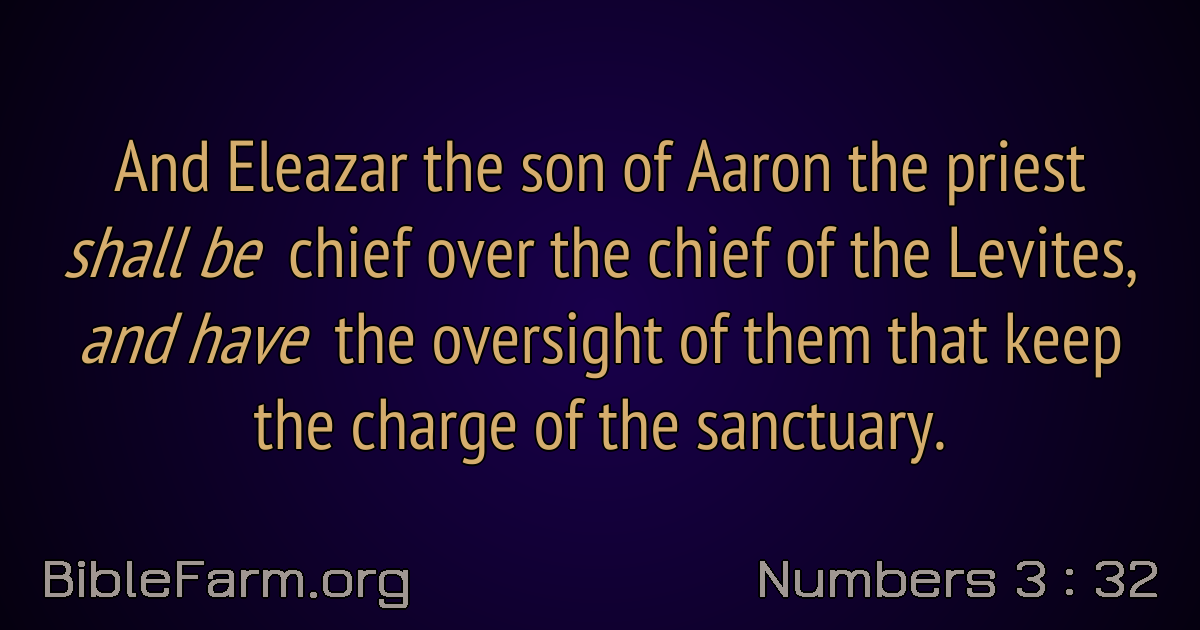 And Eleazar the son of Aaron the priest
shall be chief over the chief of the Levites,
and have the oversight of them that keep
the charge of the sanctuary.
BibleFarm.org
Numbers 3 : 32